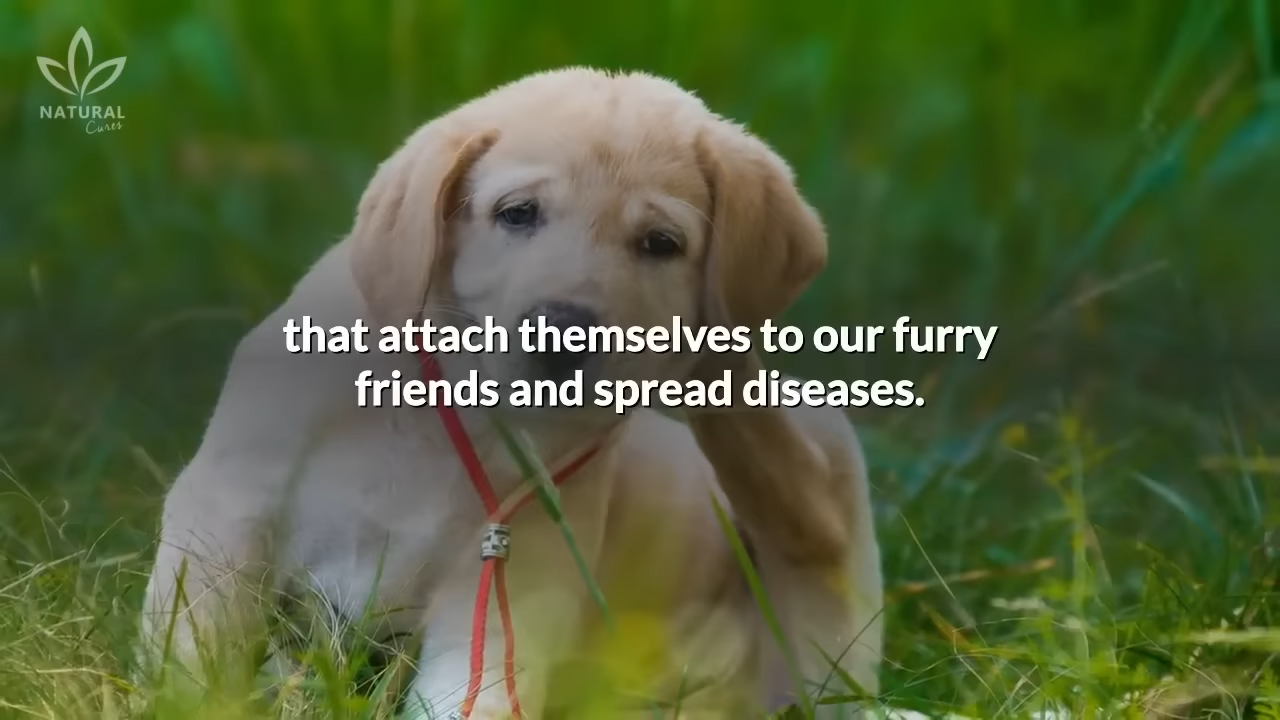 NATURAL
Cures
that attach themselves to our furry
friends and spread diseases.